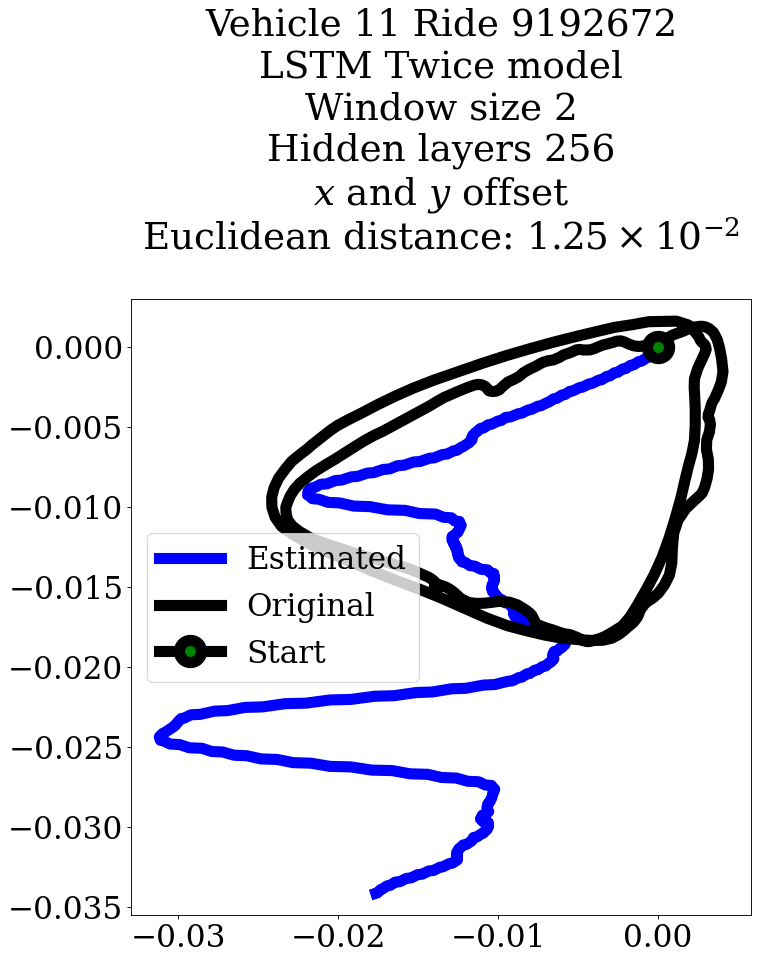 Vehicle 11 Ride 9192672
LSTM Twice model
Window size 2
Hidden layers 256
x and y offset
Euclidean distance: 1.25 × 10⁻²
0.000
−0.005
−0.010
−0.015
−0.020
−0.025
−0.030
−0.035
Estimated
Original
Start
−0.03 −0.02 −0.01 0.00